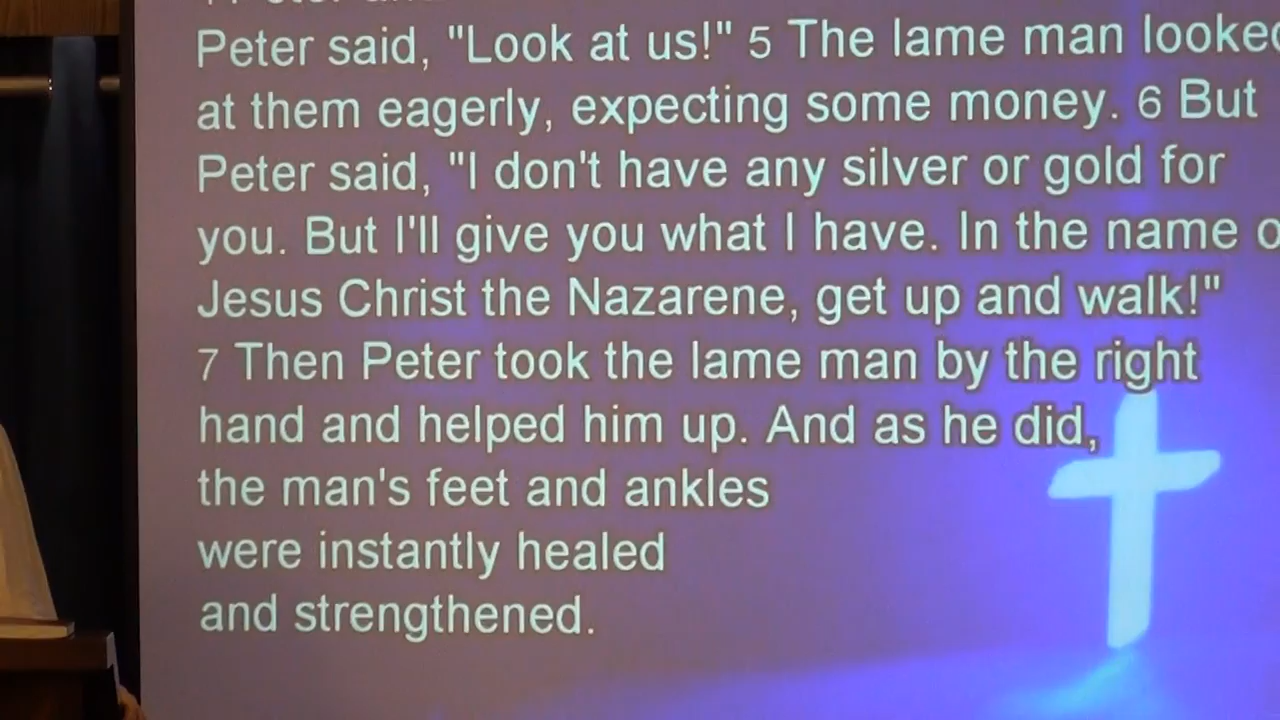 Peter said, "Look at us!" 5 The lame man looked
at them eagerly, expecting some money. 6 But
Peter said, "I don't have any silver or gold for
you. But I'll give you what I have. In the name o
Jesus Christ the Nazarene, get up and walk!"
7 Then Peter took the lame man by the right
hand and helped him up. And as he did,
the man's feet and ankles
were instantly healed
and strengthened.